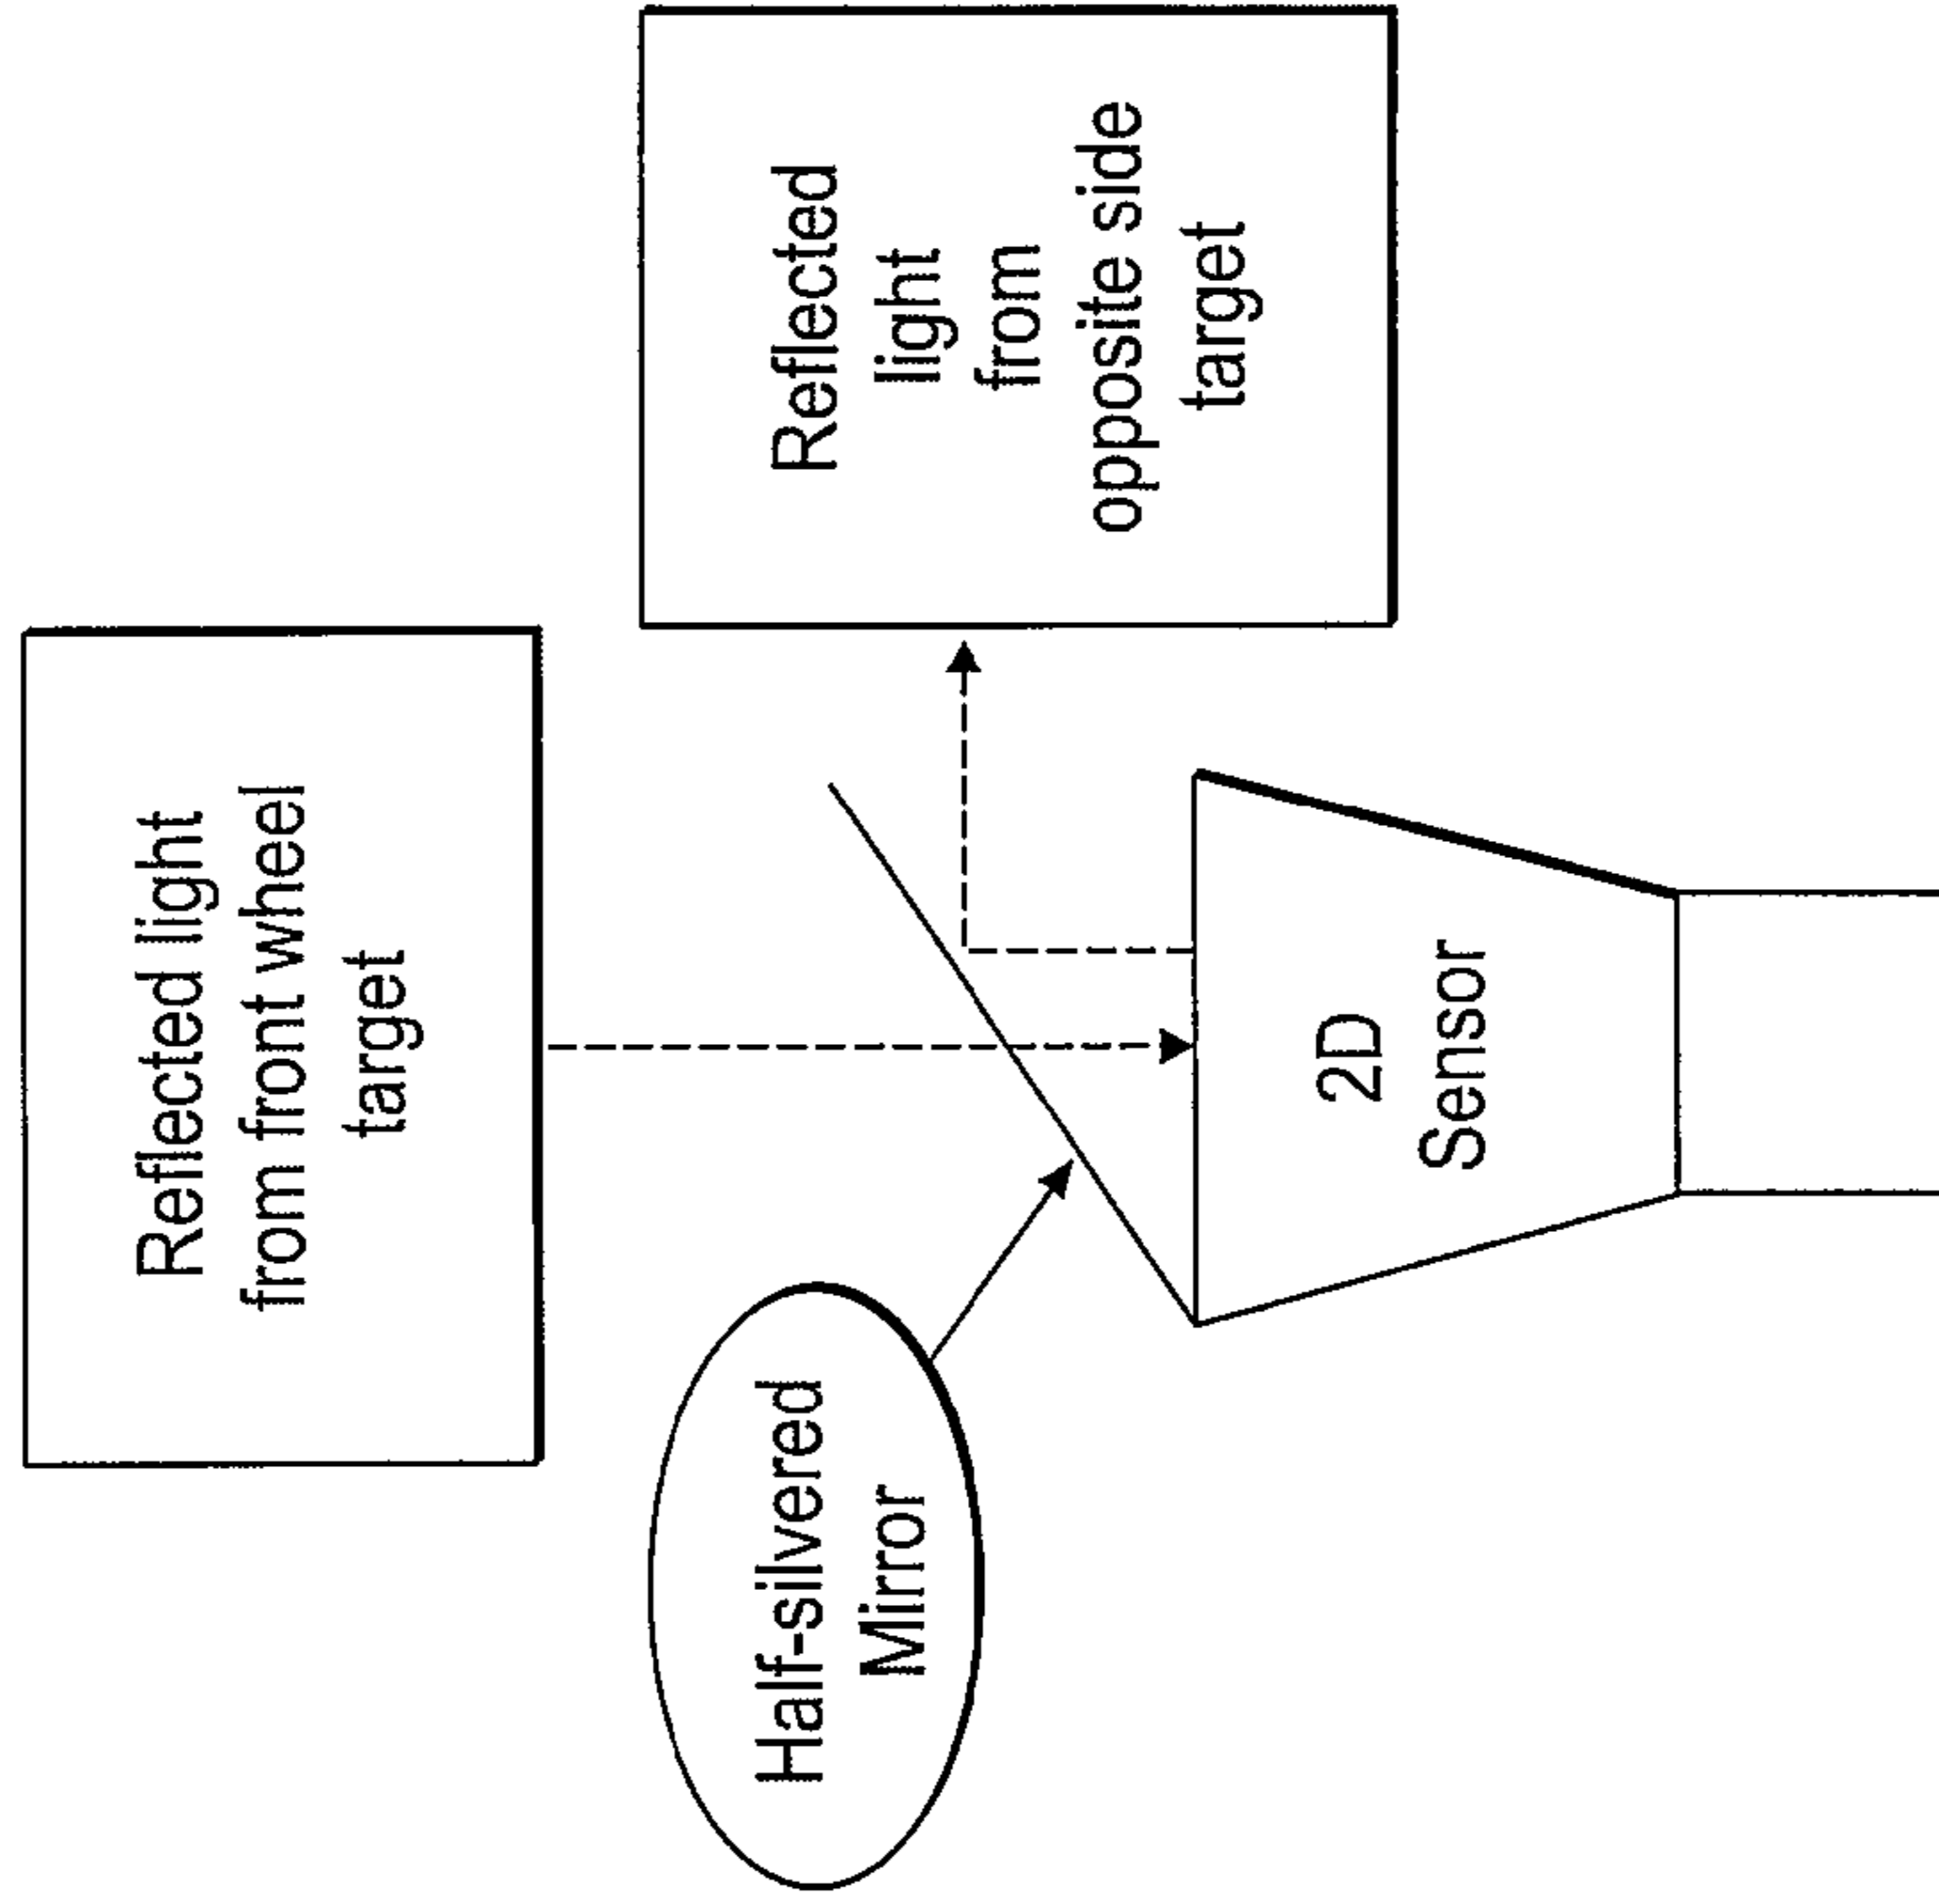 Reflected light
from front wheel
target
Reflected
light
from
opposite side
target
Half-silvered
Mirror
2D
Sensor